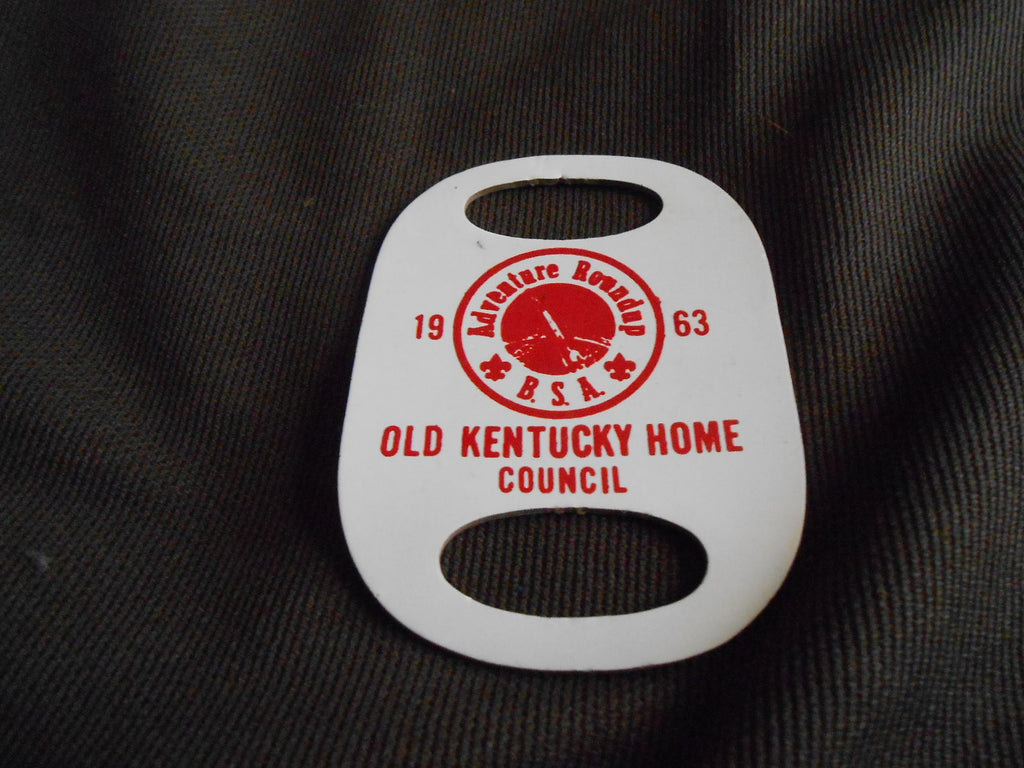 Adventure Roundup
19 63
B. S. A.
OLD KENTUCKY HOME
COUNCIL